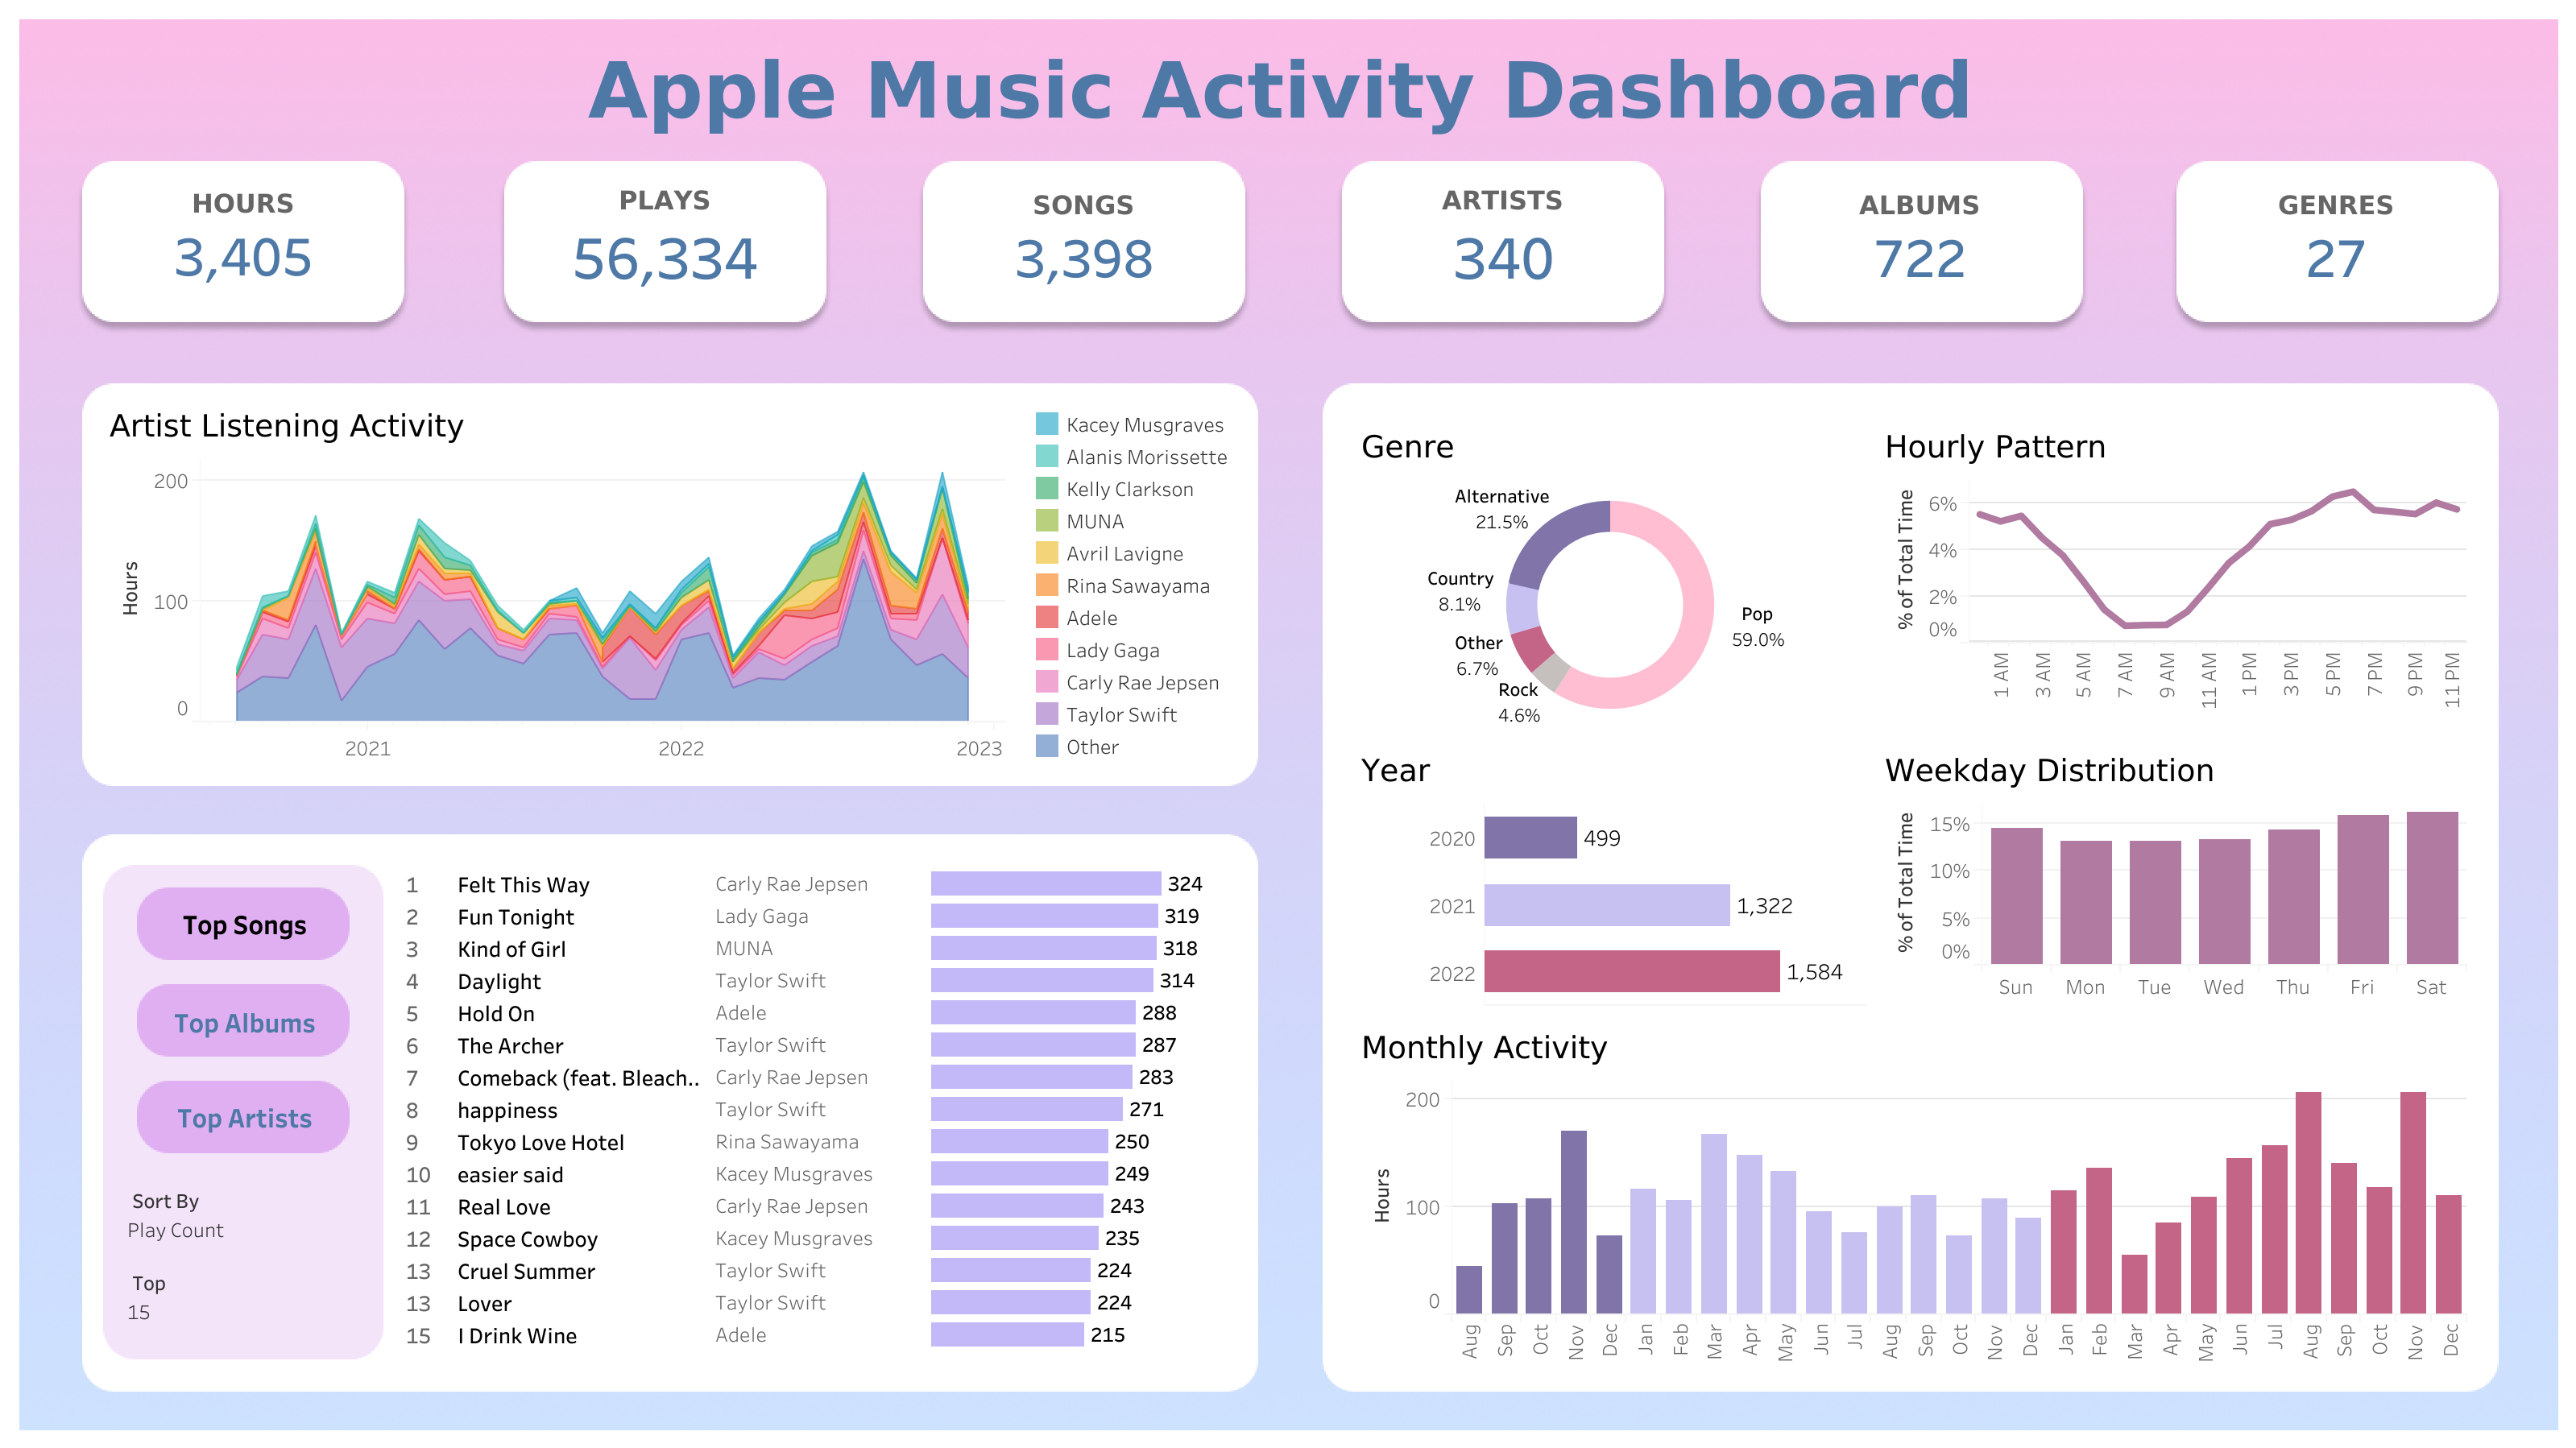 Apple Music Activity Dashboard
HOURS
3,405
PLAYS
56,334
SONGS
3,398
ARTISTS
340
ALBUMS
722
GENRES
27
Artist Listening Activity
Hours
200
100
0
2021 2022 2023
Kacey Musgraves
Alanis Morissette
Kelly Clarkson
MUNA
Avril Lavigne
Rina Sawayama
Adele
Lady Gaga
Carly Rae Jepsen
Taylor Swift
Other
Top Songs
Top Albums
Top Artists
Sort By
Play Count
Top
15
1 Felt This Way Carly Rae Jepsen 324
2 Fun Tonight Lady Gaga 319
3 Kind of Girl MUNA 318
4 Daylight Taylor Swift 314
5 Hold On Adele 288
6 The Archer Taylor Swift 287
7 Comeback (feat. Bleach.. Carly Rae Jepsen 283
8 happiness Taylor Swift 271
9 Tokyo Love Hotel Rina Sawayama 250
10 easier said Kacey Musgraves 249
11 Real Love Carly Rae Jepsen 243
12 Space Cowboy Kacey Musgraves 235
13 Cruel Summer Taylor Swift 224
13 Lover Taylor Swift 224
15 I Drink Wine Adele 215
Genre
Alternative
21.5%
Country
8.1%
Other
6.7%
Rock
4.6%
Pop
59.0%
Hourly Pattern
% of Total Time
6%
4%
2%
0%
1 AM 3 AM 5 AM 7 AM 9 AM 11 AM 1 PM 3 PM 5 PM 7 PM 9 PM 11 PM
Year
2020 499
2021 1,322
2022 1,584
Weekday Distribution
% of Total Time
15%
10%
5%
0%
Sun Mon Tue Wed Thu Fri Sat
Monthly Activity
Hours
200
100
0
Aug Sep Oct Nov Dec Jan Feb Mar Apr May Jun Jul Aug Sep Oct Nov Dec Jan Feb Mar Apr May Jun Jul Aug Sep Oct Nov Dec